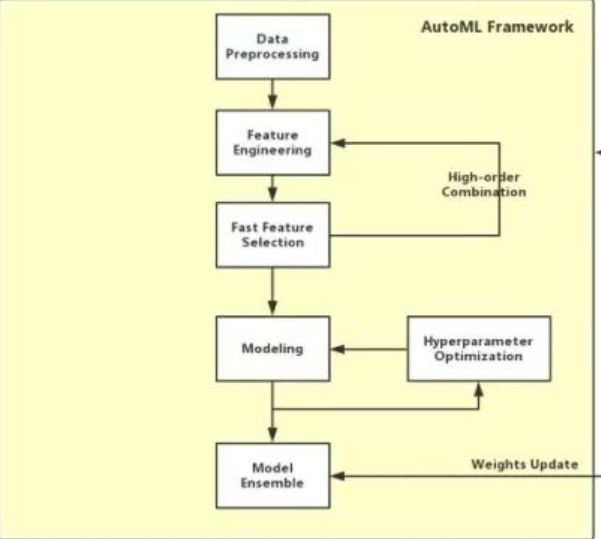 AutoML Framework
Data
Preprocessing
Feature
Engineering
High-order
Combination
Fast Feature
Selection
Modeling
Hyperparameter
Optimization
Weights Update
Model
Ensemble